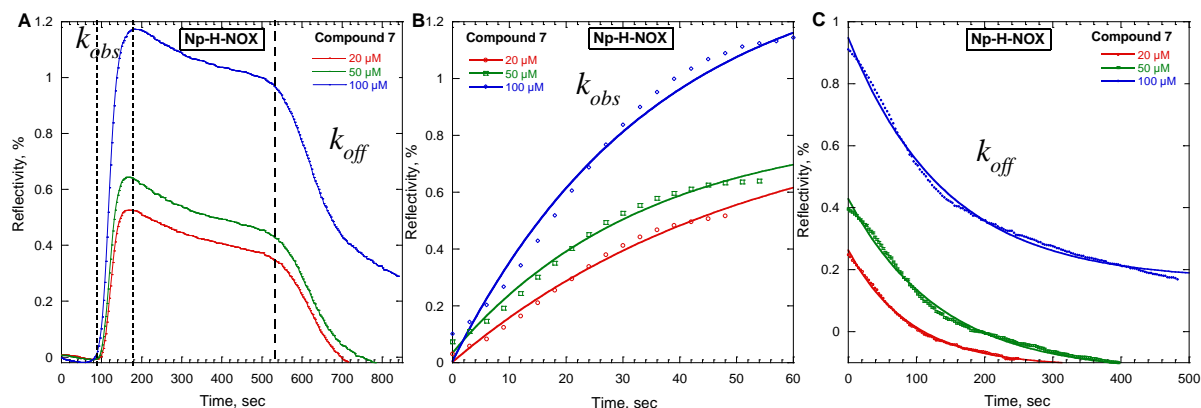 A
k_obs
Np-H-NOX
Compound 7
20 µM
50 µM
100 µM
k_off
Reflectivity, %
1.2
1
0.8
0.6
0.4
0.2
0
0 100 200 300 400 500 600 700 800
Time, sec
B
Compound 7
Np-H-NOX
20 µM
50 µM
100 µM
k_obs
Reflectivity, %
1.2
1
0.8
0.6
0.4
0.2
0
0 10 20 30 40 50 60
Time, sec
C
Np-H-NOX
Compound 7
20 µM
50 µM
100 µM
k_off
Reflectivity, %
1
0.8
0.6
0.4
0.2
0
0 100 200 300 400 500
Time, sec